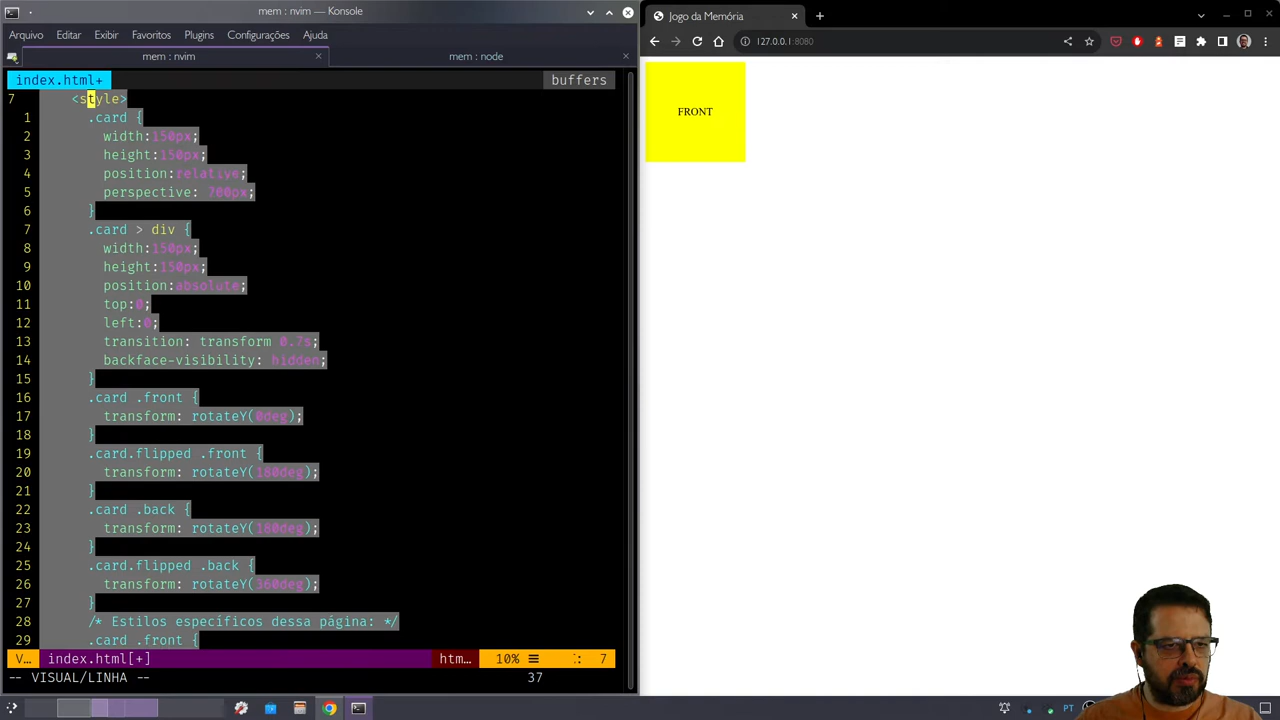 mem : nvim — Konsole
Arquivo Editar Exibir Favoritos Plugins Configurações Ajuda
mem : nvim
mem : node
index.html+
buffers
7 <style>
1 .card {
2 width:150px;
3 height:150px;
4 position:relative;
5 perspective: 700px;
6 }
7 .card > div {
8 width:150px;
9 height:150px;
10 position:absolute;
11 top:0;
12 left:0;
13 transition: transform 0.7s;
14 backface-visibility: hidden;
15 }
16 .card .front {
17 transform: rotateY(0deg);
18 }
19 .card.flipped .front {
20 transform: rotateY(180deg);
21 }
22 .card .back {
23 transform: rotateY(180deg);
24 }
25 .card.flipped .back {
26 transform: rotateY(360deg);
27 }
28 /* Estilos específicos dessa página: */
29 .card .front {
V… index.html[+] htm… 10% ☰ : 7
-- VISUAL/LINHA -- 37
Jogo da Memória
127.0.0.1:8080
FRONT
PT